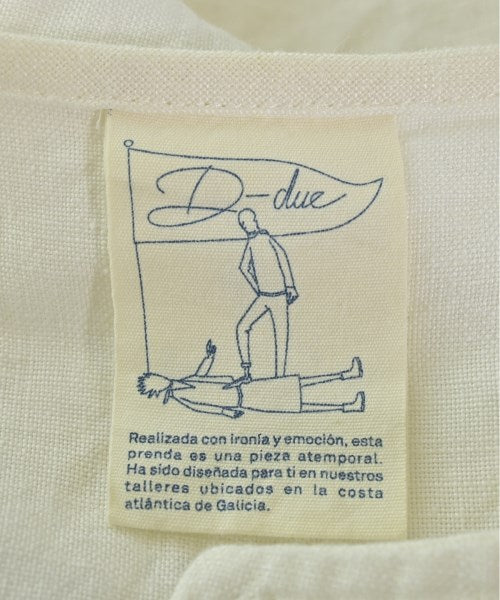 D-due
Realizada con ironía y emoción, esta
prenda es una pieza atemporal.
Ha sido diseñada para ti en nuestros
talleres ubicados en la costa
atlántica de Galicia.